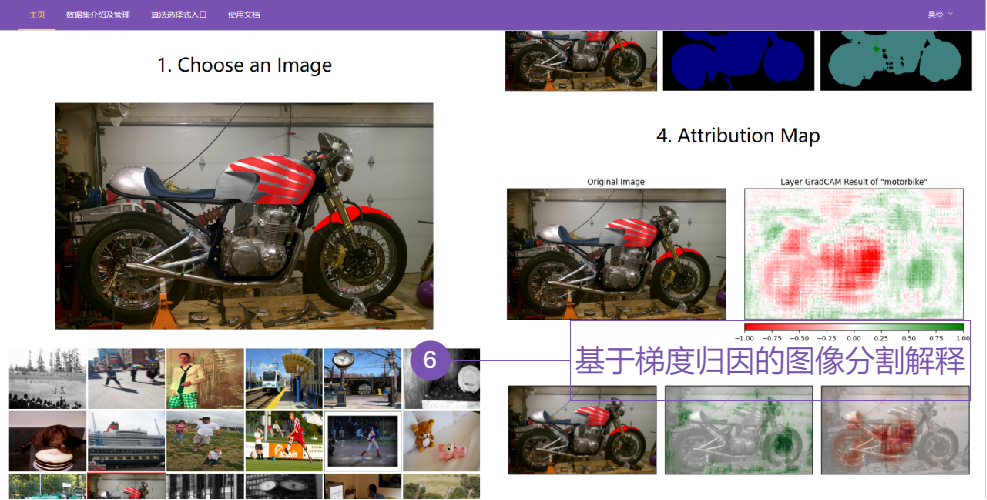 主页 数据集介绍及管理 算法选择式入口 使用文档
1. Choose an Image
4. Attribution Map
Original Image
Layer GradCAM Result of "motorbike"
−1.00 −0.75 −0.50 −0.25 0.00 0.25 0.50 0.75 1.00
6
基于梯度归因的图像分割解释